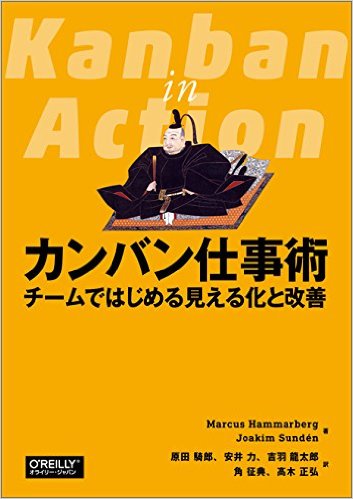 Kanban
in
Action
カンバン仕事術
チームではじめる見える化と改善
Marcus Hammarberg 著
Joakim Sundén
原田 騎郎、安井 力、吉羽 龍太郎 訳
角 征典、高木 正弘
O'REILLY®
オライリー・ジャパン